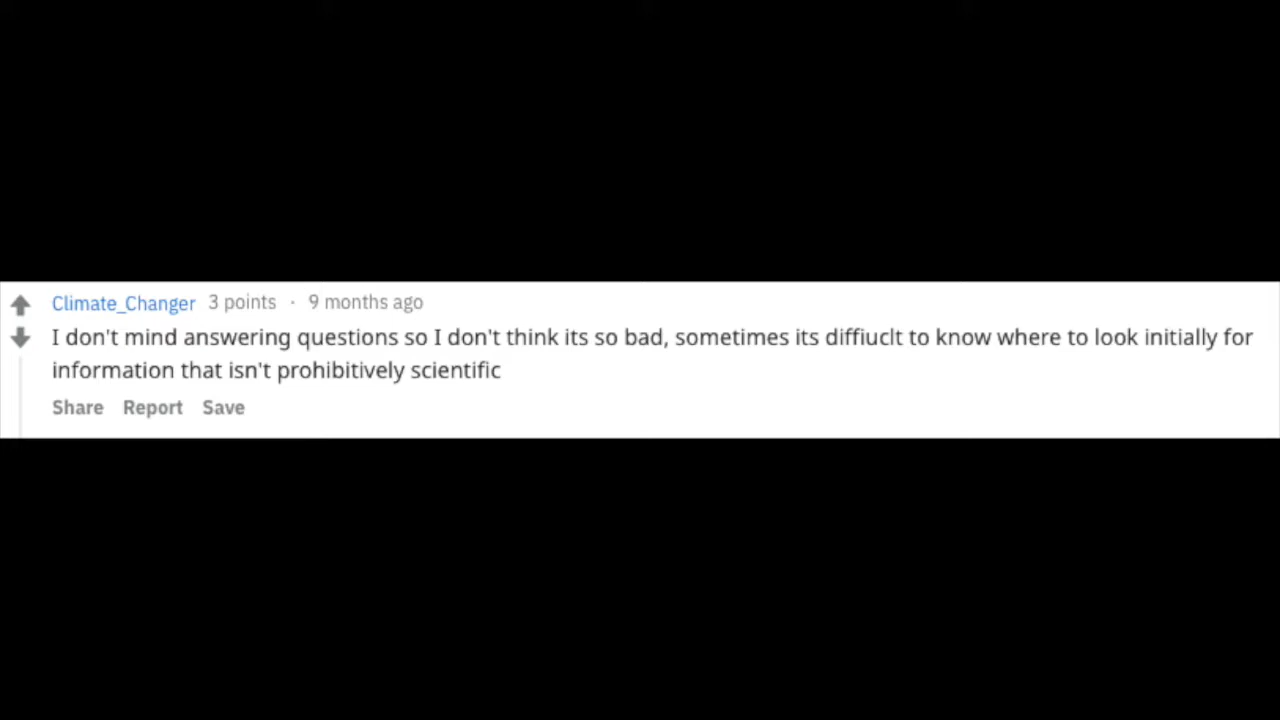 Climate_Changer 3 points · 9 months ago
I don't mind answering questions so I don't think its so bad, sometimes its diffiuclt to know where to look initially for
information that isn't prohibitively scientific
Share Report Save